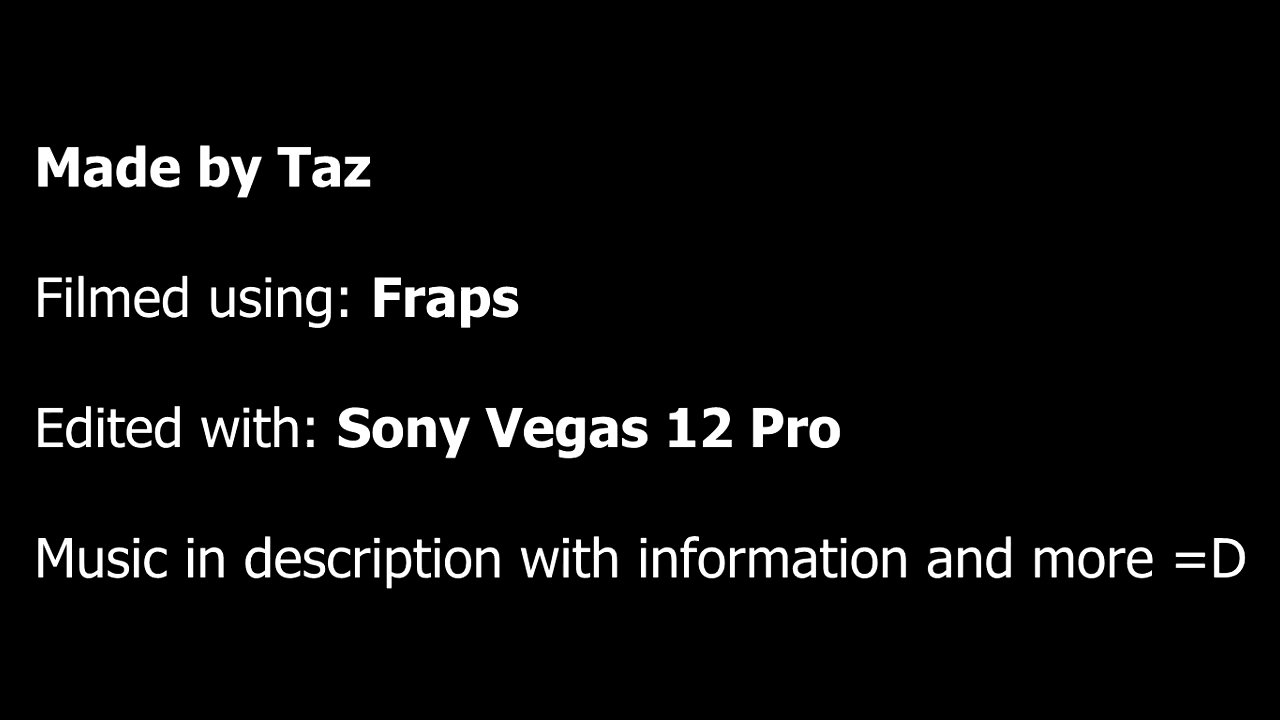 Made by Taz
Filmed using: Fraps
Edited with: Sony Vegas 12 Pro
Music in description with information and more =D